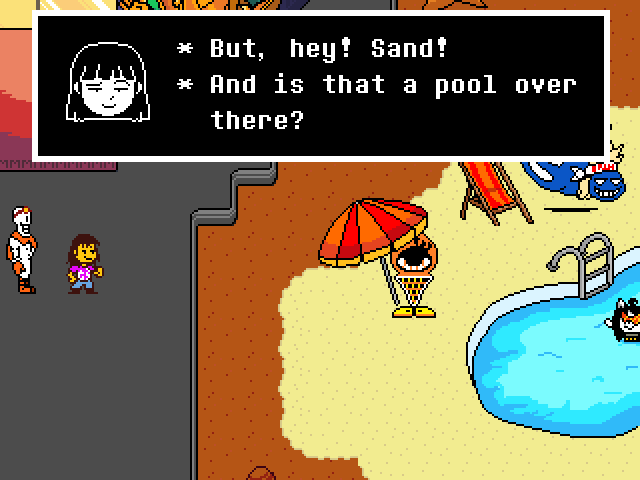 * But, hey! Sand!
* And is that a pool over
there?